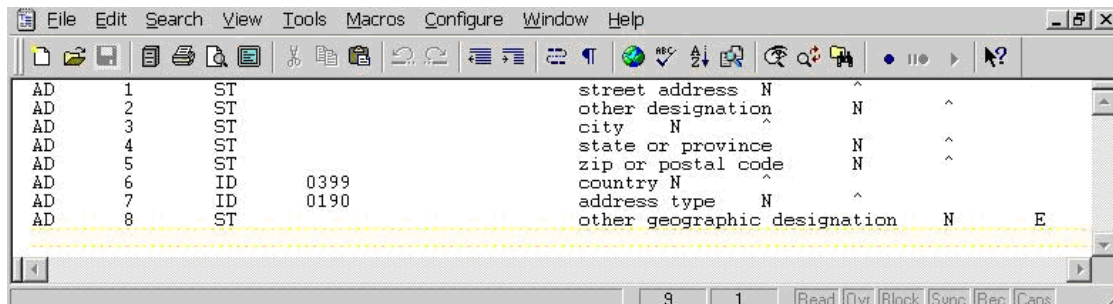 File Edit Search View Tools Macros Configure Window Help
AD 1 ST street address N ^
AD 2 ST other designation N ^
AD 3 ST city N ^
AD 4 ST state or province N ^
AD 5 ST zip or postal code N ^
AD 6 ID 0399 country N ^
AD 7 ID 0190 address type N ^
AD 8 ST other geographic designation N E
9 1 Read Ovr Block Sync Rec Caps